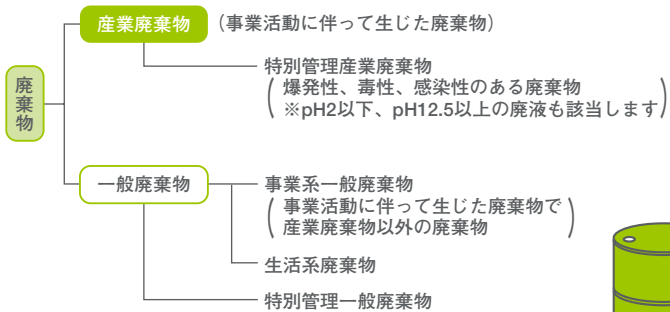 産業廃棄物 (事業活動に伴って生じた廃棄物)
特別管理産業廃棄物
(爆発性、毒性、感染性のある廃棄物
※pH2以下、pH12.5以上の廃液も該当します)
廃棄物
一般廃棄物
事業系一般廃棄物
(事業活動に伴って生じた廃棄物で
産業廃棄物以外の廃棄物)
生活系廃棄物
特別管理一般廃棄物